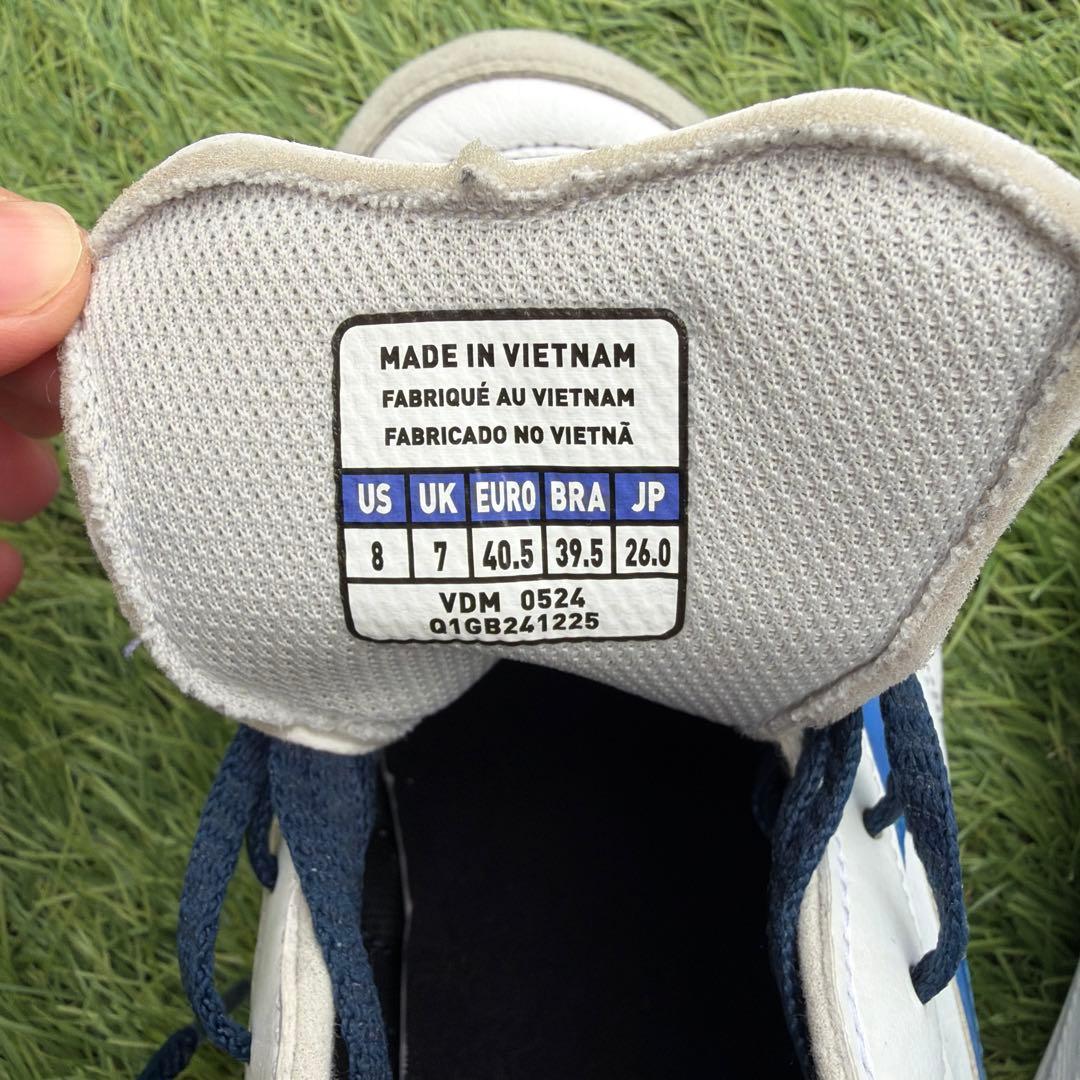 MADE IN VIETNAM
FABRIQUÉ AU VIETNAM
FABRICADO NO VIETNÃ
US UK EURO BRA JP
8 7 40.5 39.5 26.0
VDM 0524
Q1GB241225